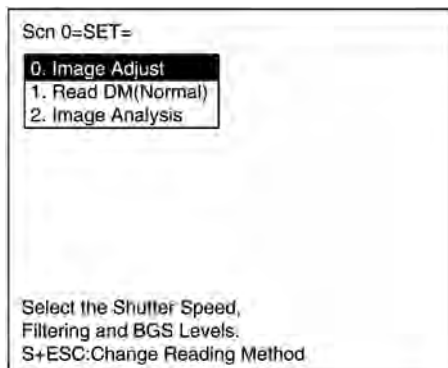 Scn 0=SET=
0. Image Adjust
1. Read DM(Normal)
2. Image Analysis
Select the Shutter Speed,
Filtering and BGS Levels.
S+ESC:Change Reading Method